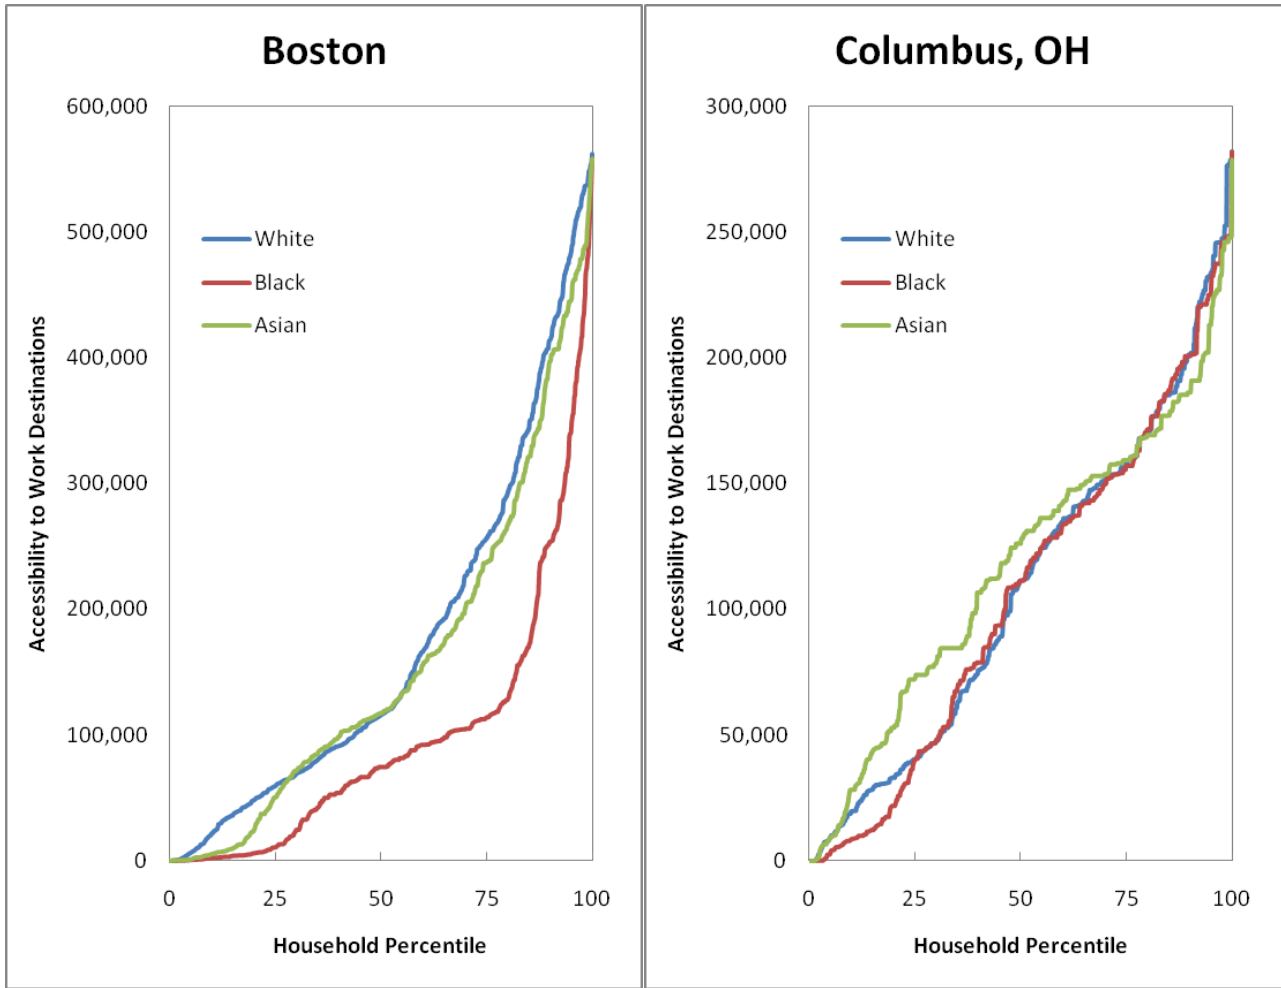 Boston
600,000
500,000
400,000
300,000
200,000
100,000
0
Accessibility to Work Destinations
White
Black
Asian
0 25 50 75 100
Household Percentile
Columbus, OH
300,000
250,000
200,000
150,000
100,000
50,000
0
Accessibility to Work Destinations
White
Black
Asian
0 25 50 75 100
Household Percentile